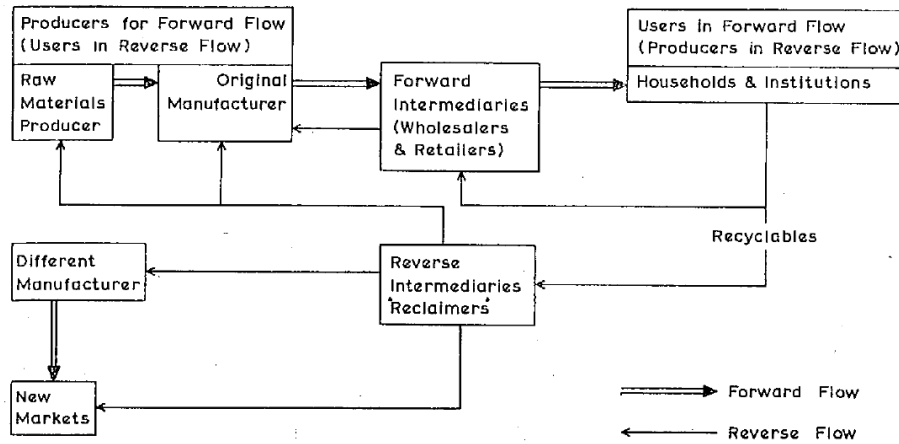 Producers for Forward Flow
(Users in Reverse Flow)
Raw
Materials
Producer
Original
Manufacturer
Forward
Intermediaries
(Wholesalers
& Retailers)
Users in Forward Flow
(Producers in Reverse Flow)
Households & Institutions
Recyclables
Different
Manufacturer
Reverse
Intermediaries
'Reclaimers'
New
Markets
Forward Flow
Reverse Flow